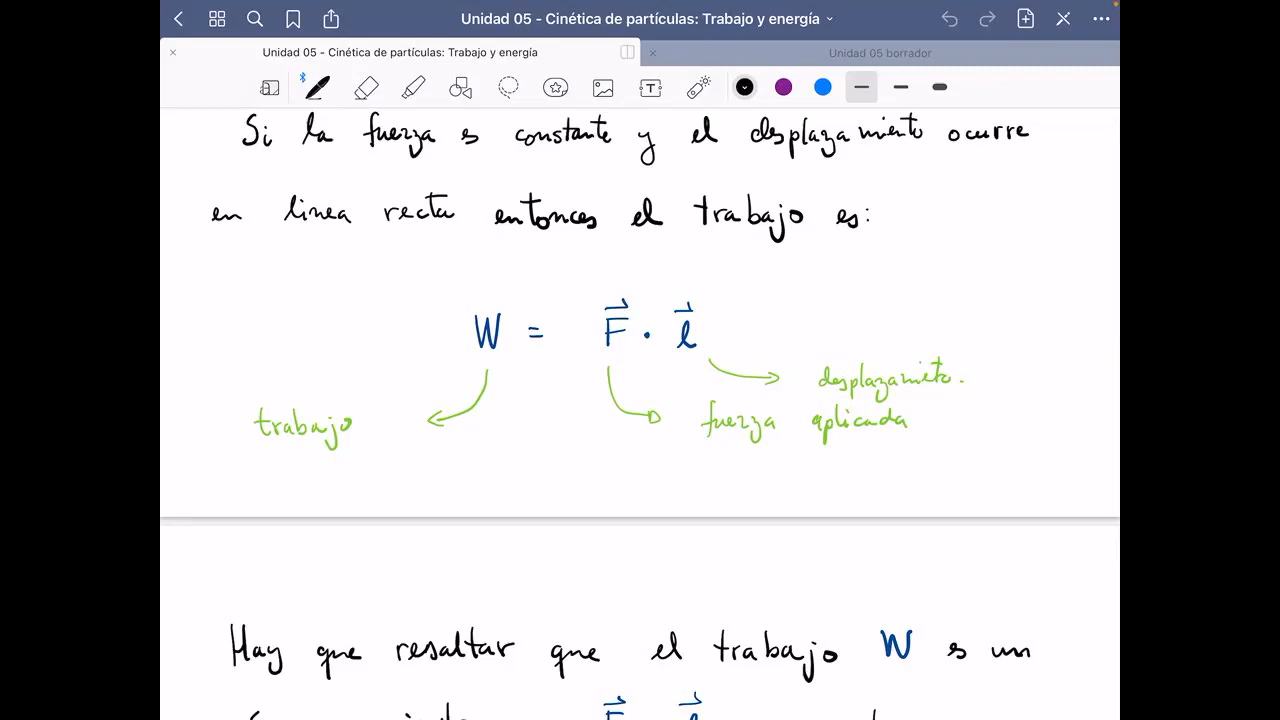 Unidad 05 - Cinética de partículas: Trabajo y energía
Unidad 05 - Cinética de partículas: Trabajo y energía
Unidad 05 borrador
Si la fuerza es constante y el desplazamiento ocurre
en linea recta entonces el trabajo es:
W = F⃗ · l⃗
desplazamieto.
trabajo
fuerza aplicada
Hay que resaltar que el trabajo W es un
F⃗ l⃗